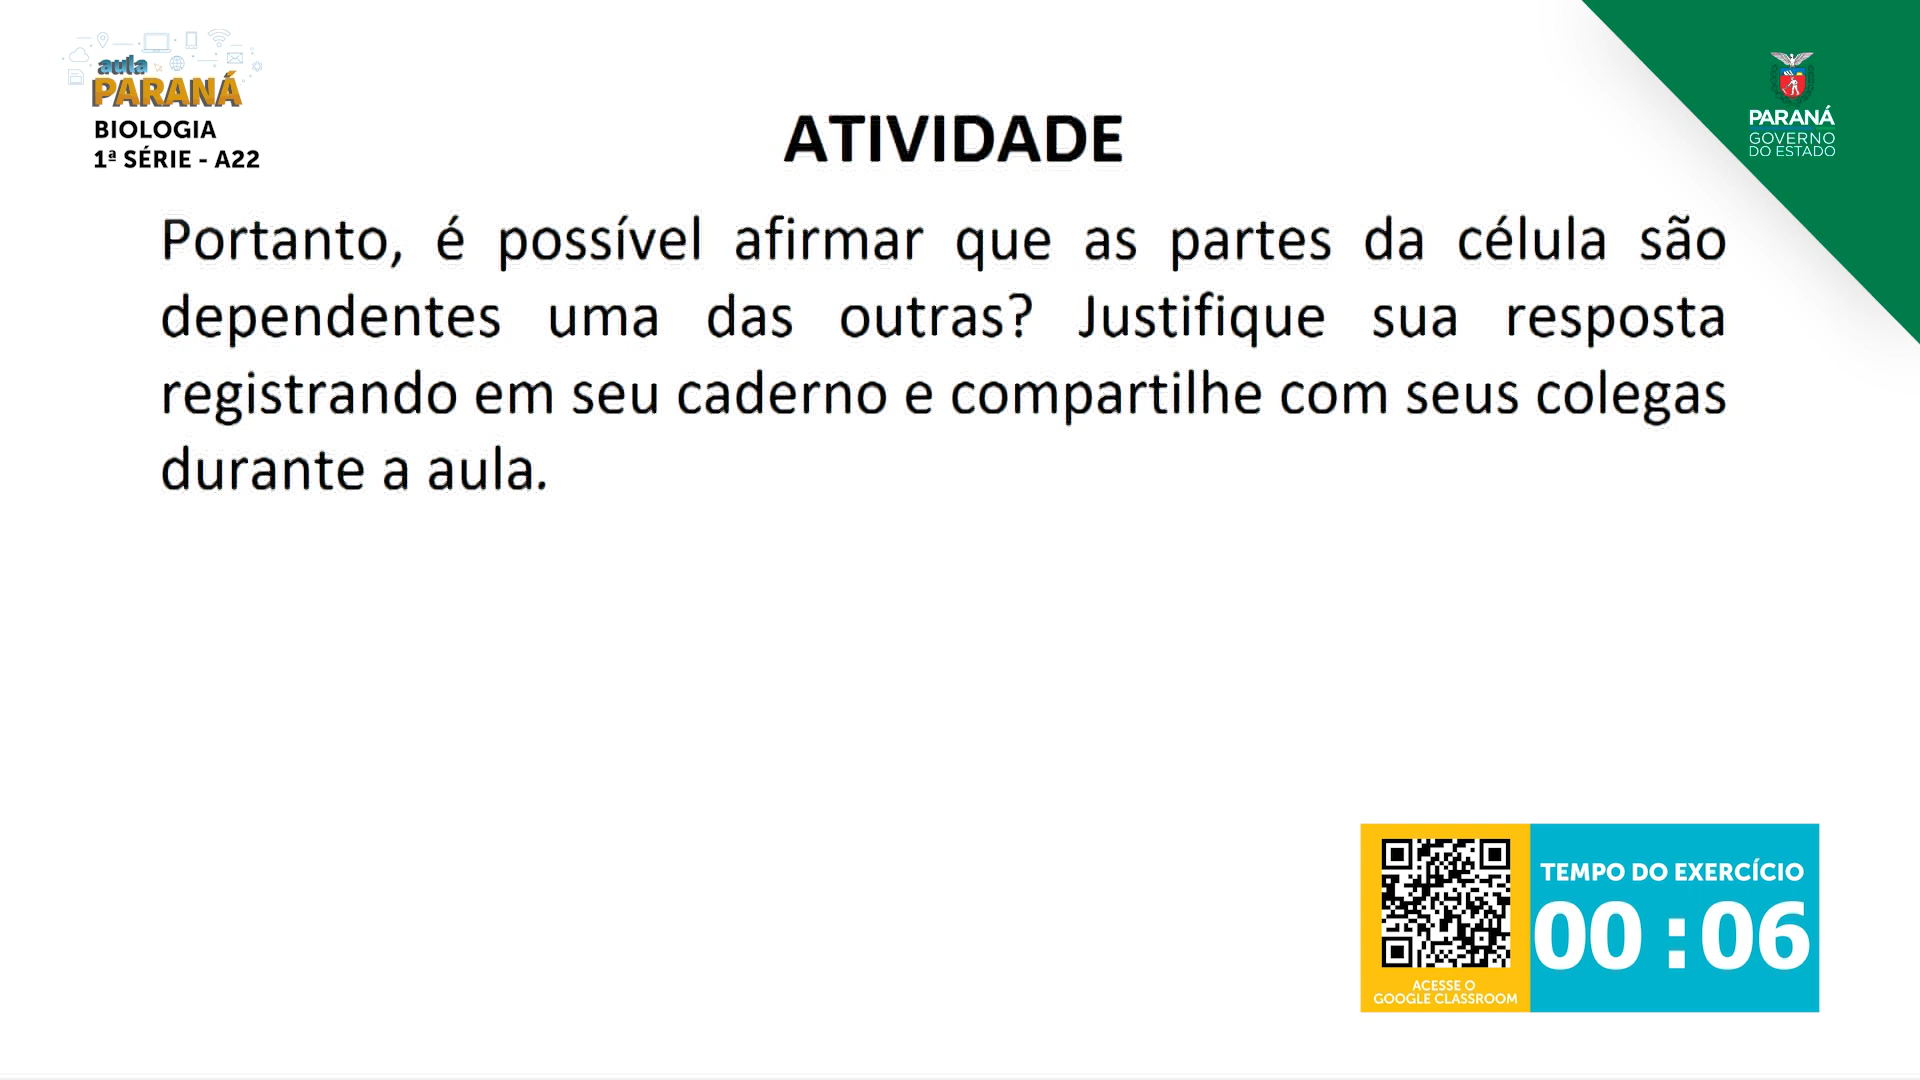 aula
PARANÁ
BIOLOGIA
1ª SÉRIE - A22
PARANÁ
GOVERNO
DO ESTADO
ATIVIDADE
Portanto, é possível afirmar que as partes da célula são
dependentes uma das outras? Justifique sua resposta
registrando em seu caderno e compartilhe com seus colegas
durante a aula.
ACESSE O
GOOGLE CLASSROOM
TEMPO DO EXERCÍCIO
00:06